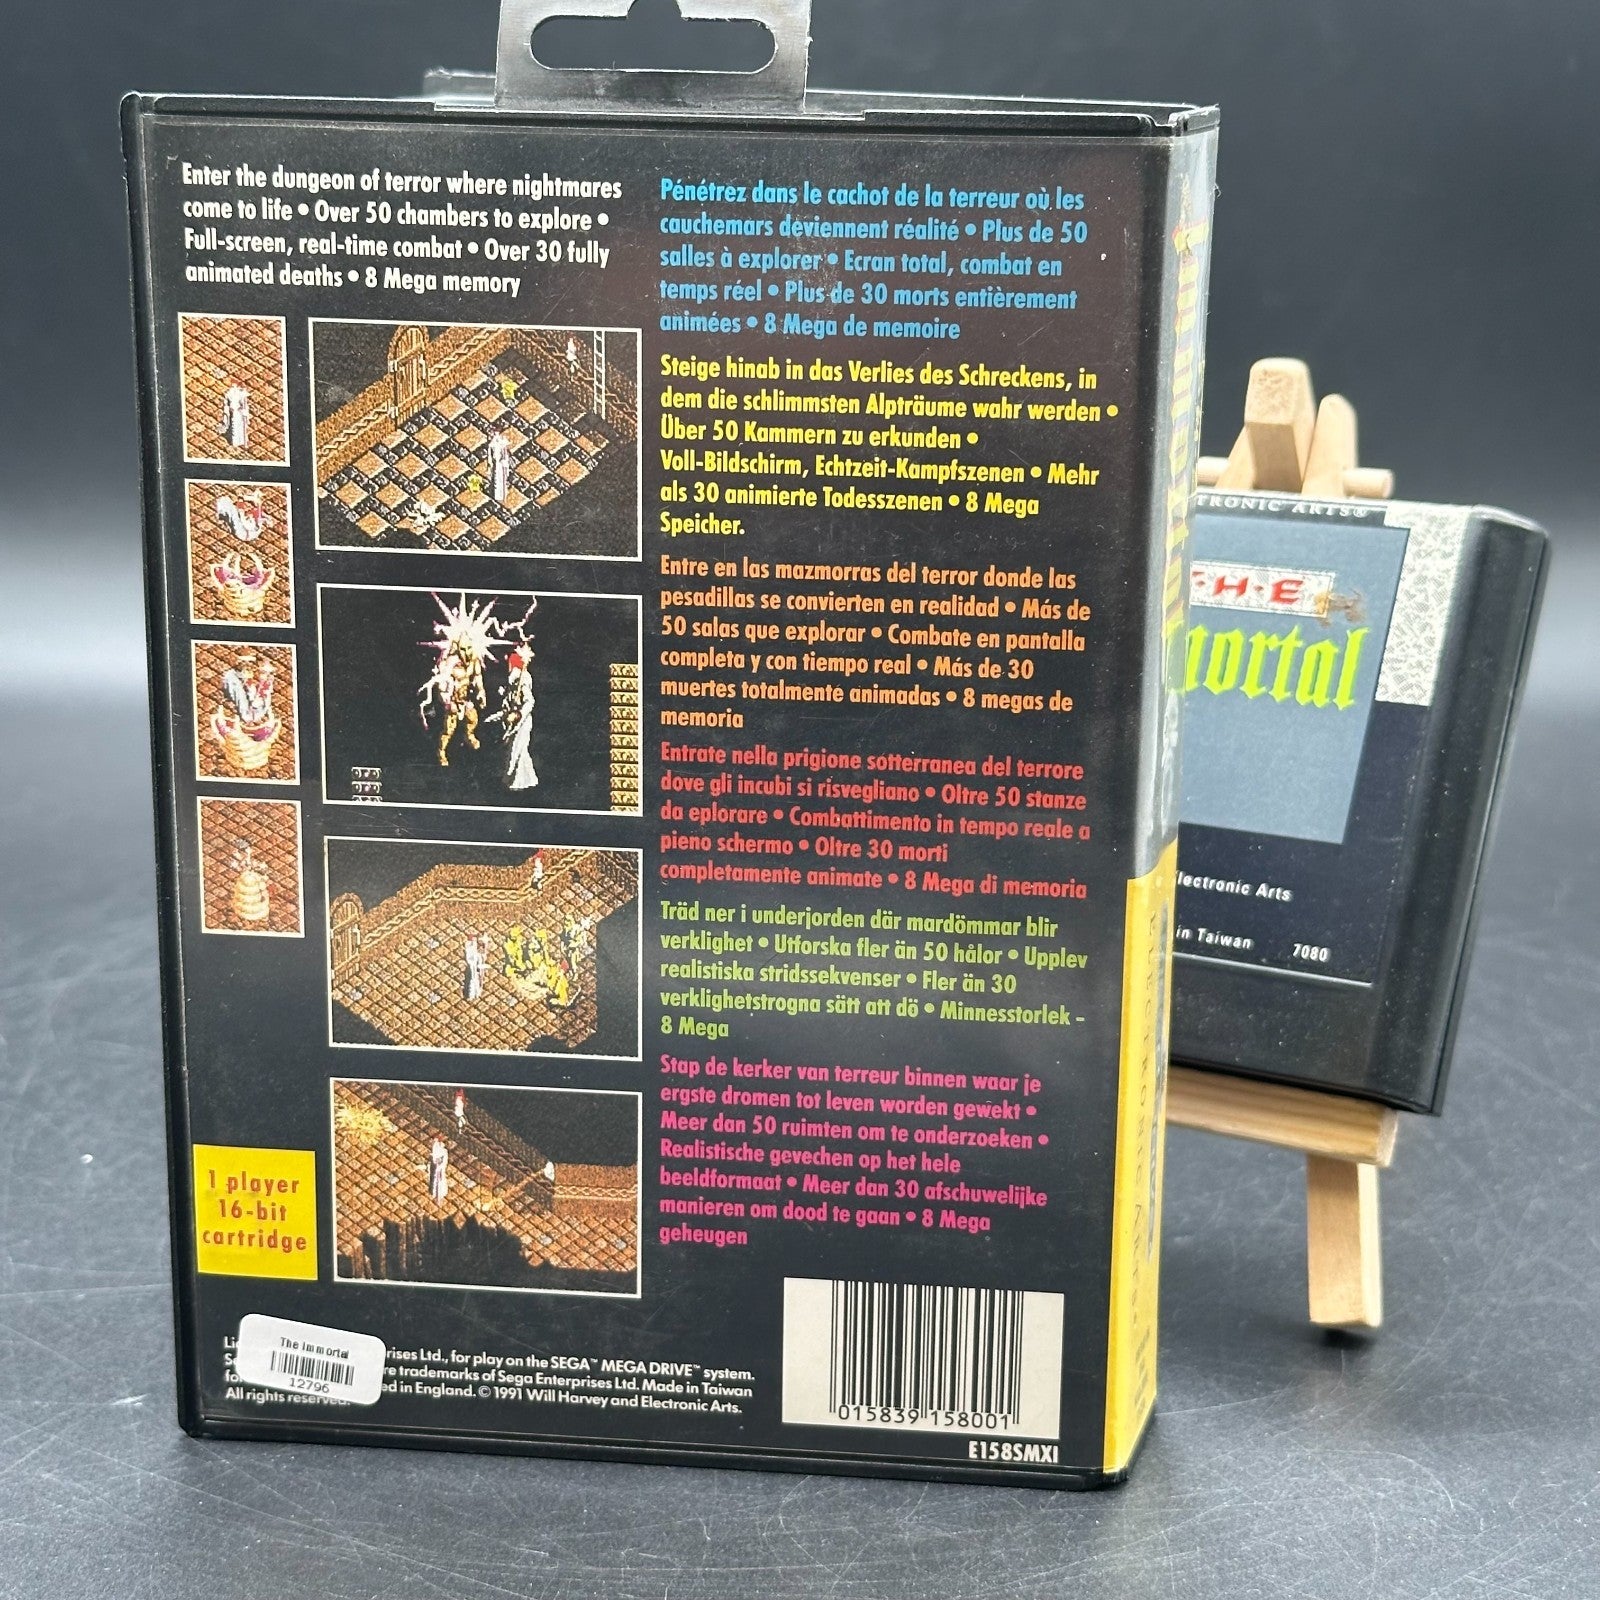 Enter the dungeon of terror where nightmares
come to life • Over 50 chambers to explore •
Full-screen, real-time combat • Over 30 fully
animated deaths • 8 Mega memory
Pénétrez dans le cachot de la terreur où les
cauchemars deviennent réalité • Plus de 50
salles à explorer • Ecran total, combat en
temps réel • Plus de 30 morts entièrement
animées • 8 Mega de memoire
Steige hinab in das Verlies des Schreckens, in
dem die schlimmsten Alpträume wahr werden •
Über 50 Kammern zu erkunden •
Voll-Bildschirm, Echtzeit-Kampfszenen • Mehr
als 30 animierte Todesszenen • 8 Mega
Speicher.
Entre en las mazmorras del terror donde las
pesadillas se convierten en realidad • Más de
50 salas que explorar • Combate en pantalla
completa y con tiempo real • Más de 30
muertes totalmente animadas • 8 megas de
memoria
Entrate nella prigione sotterranea del terrore
dove gli incubi si risvegliano • Oltre 50 stanze
da eplorare • Combattimento in tempo reale a
pieno schermo • Oltre 30 morti
completamente animate • 8 Mega di memoria
Träd ner i underjorden där mardömmar blir
verklighet • Utforska fler än 50 hålor • Upplev
realistiska stridssekvenser • Fler än 30
verklighetstrogna sätt att dö • Minnesstorlek -
8 Mega
Stap de kerker van terreur binnen waar je
ergste dromen tot leven worden gewekt •
Meer dan 50 ruimten om te onderzoeken •
Realistische gevechen op het hele
beeldformaat • Meer dan 30 afschuwelijke
manieren om dood te gaan • 8 Mega
geheugen
1 player
16-bit
cartridge
The Immortal
12796
rises Ltd., for play on the SEGA™ MEGA DRIVE™ system.
re trademarks of Sega Enterprises Ltd. Made in Taiwan
ed in England. © 1991 Will Harvey and Electronic Arts.
All rights reserved.
015839 158001
E158SMXI
ELECTRONIC ARTS®
TRONIC ARTS®
H·E
mortal
lectronic Arts
in Taiwan 7080